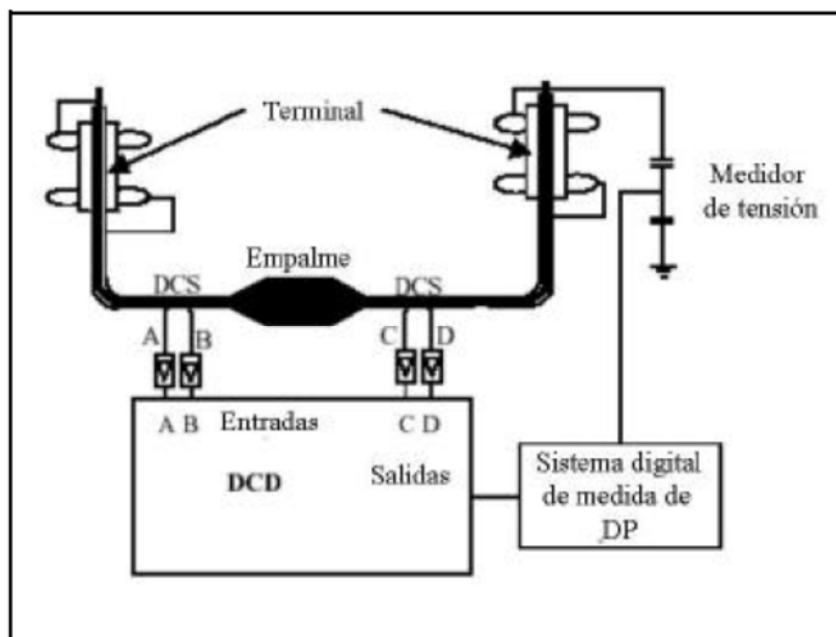 Terminal
Medidor
de tensión
Empalme
DCS
DCS
A
B
C
D
A B
Entradas
C D
Salidas
DCD
Sistema digital
de medida de
DP